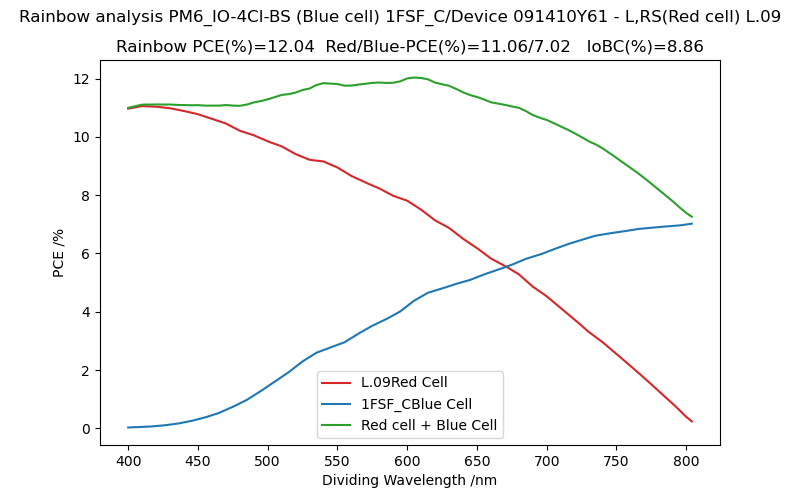 Rainbow analysis PM6_IO-4Cl-BS (Blue cell) 1FSF_C/Device 091410Y61 - L,RS(Red cell) L.09
Rainbow PCE(%)=12.04  Red/Blue-PCE(%)=11.06/7.02   IoBC(%)=8.86
12
10
8
6
4
2
0
PCE /%
L.09Red Cell
1FSF_CBlue Cell
Red cell + Blue Cell
400 450 500 550 600 650 700 750 800
Dividing Wavelength /nm